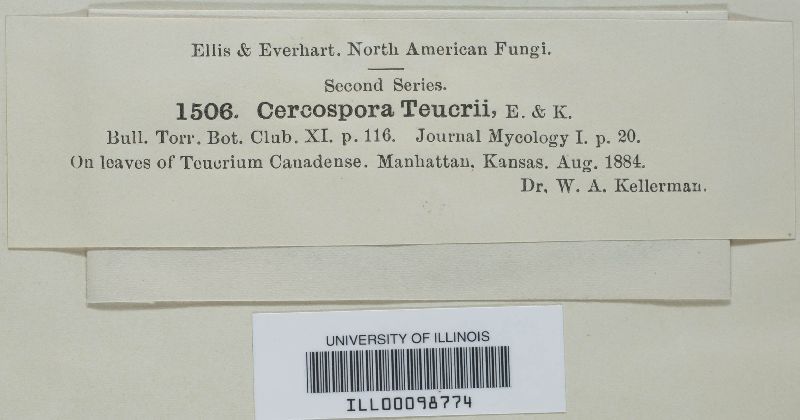 Ellis & Everhart. North American Fungi.
Second Series.
1506. Cercospora Teucrii, E. & K.
Bull. Torr. Bot. Club. XI. p. 116. Journal Mycology I. p. 20.
On leaves of Teucrium Canadense. Manhattan, Kansas. Aug. 1884.
Dr. W. A. Kellerman.
UNIVERSITY OF ILLINOIS
ILL00098774